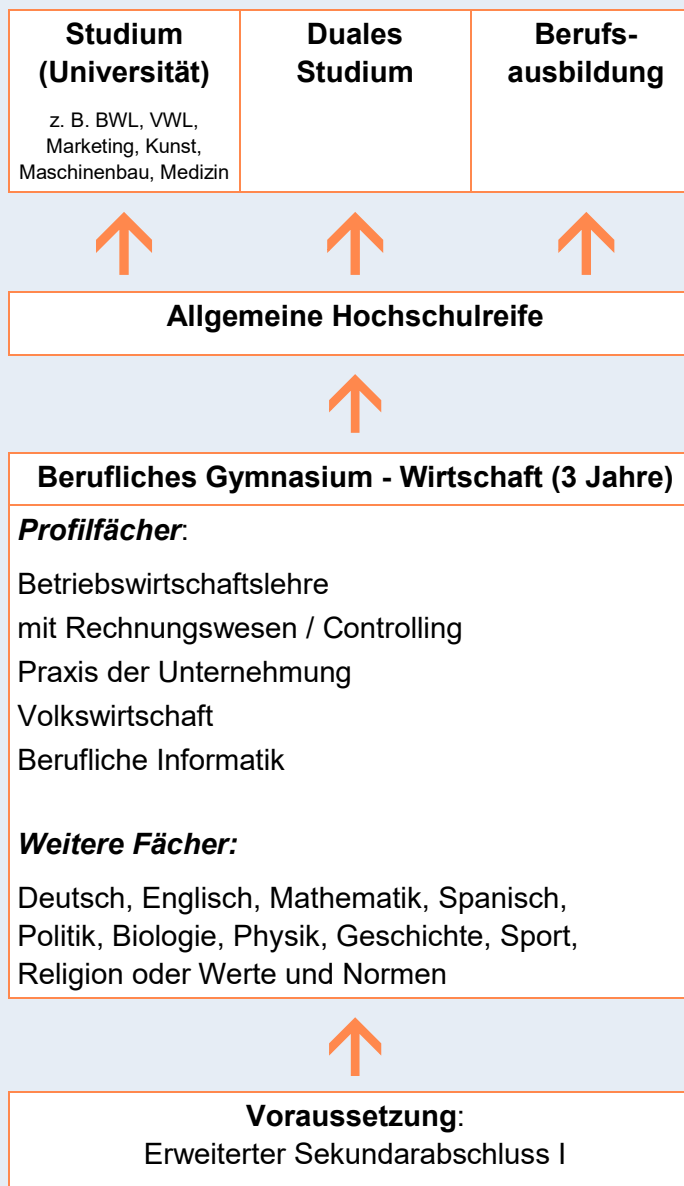 Studium
(Universität)
z. B. BWL, VWL,
Marketing, Kunst,
Maschinenbau, Medizin
Duales
Studium
Berufs-
ausbildung
Allgemeine Hochschulreife
Berufliches Gymnasium - Wirtschaft (3 Jahre)
Profilfächer:
Betriebswirtschaftslehre
mit Rechnungswesen / Controlling
Praxis der Unternehmung
Volkswirtschaft
Berufliche Informatik
Weitere Fächer:
Deutsch, Englisch, Mathematik, Spanisch,
Politik, Biologie, Physik, Geschichte, Sport,
Religion oder Werte und Normen
Voraussetzung:
Erweiterter Sekundarabschluss I